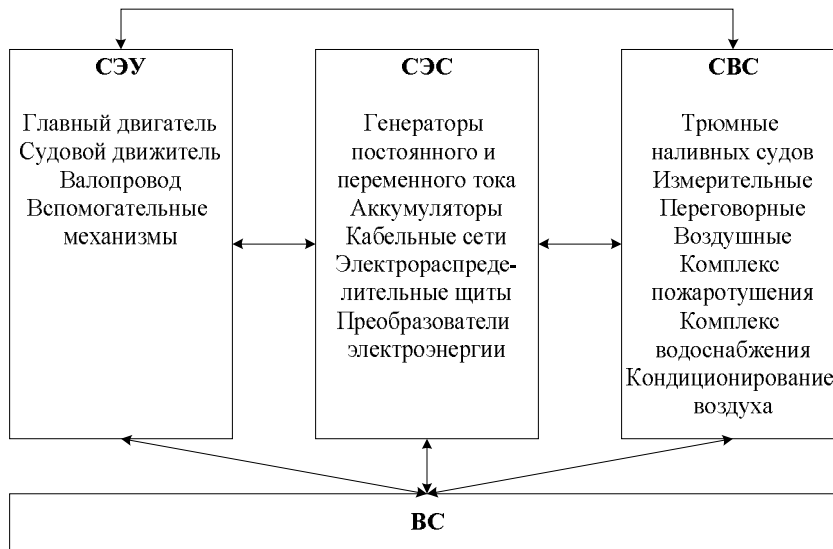 СЭУ
Главный двигатель
Судовой движитель
Валопровод
Вспомогательные
механизмы
СЭС
Генераторы
постоянного и
переменного тока
Аккумуляторы
Кабельные сети
Электрораспреде-
лительные щиты
Преобразователи
электроэнергии
СВС
Трюмные
наливных судов
Измерительные
Переговорные
Воздушные
Комплекс
пожаротушения
Комплекс
водоснабжения
Кондиционирование
воздуха
ВС